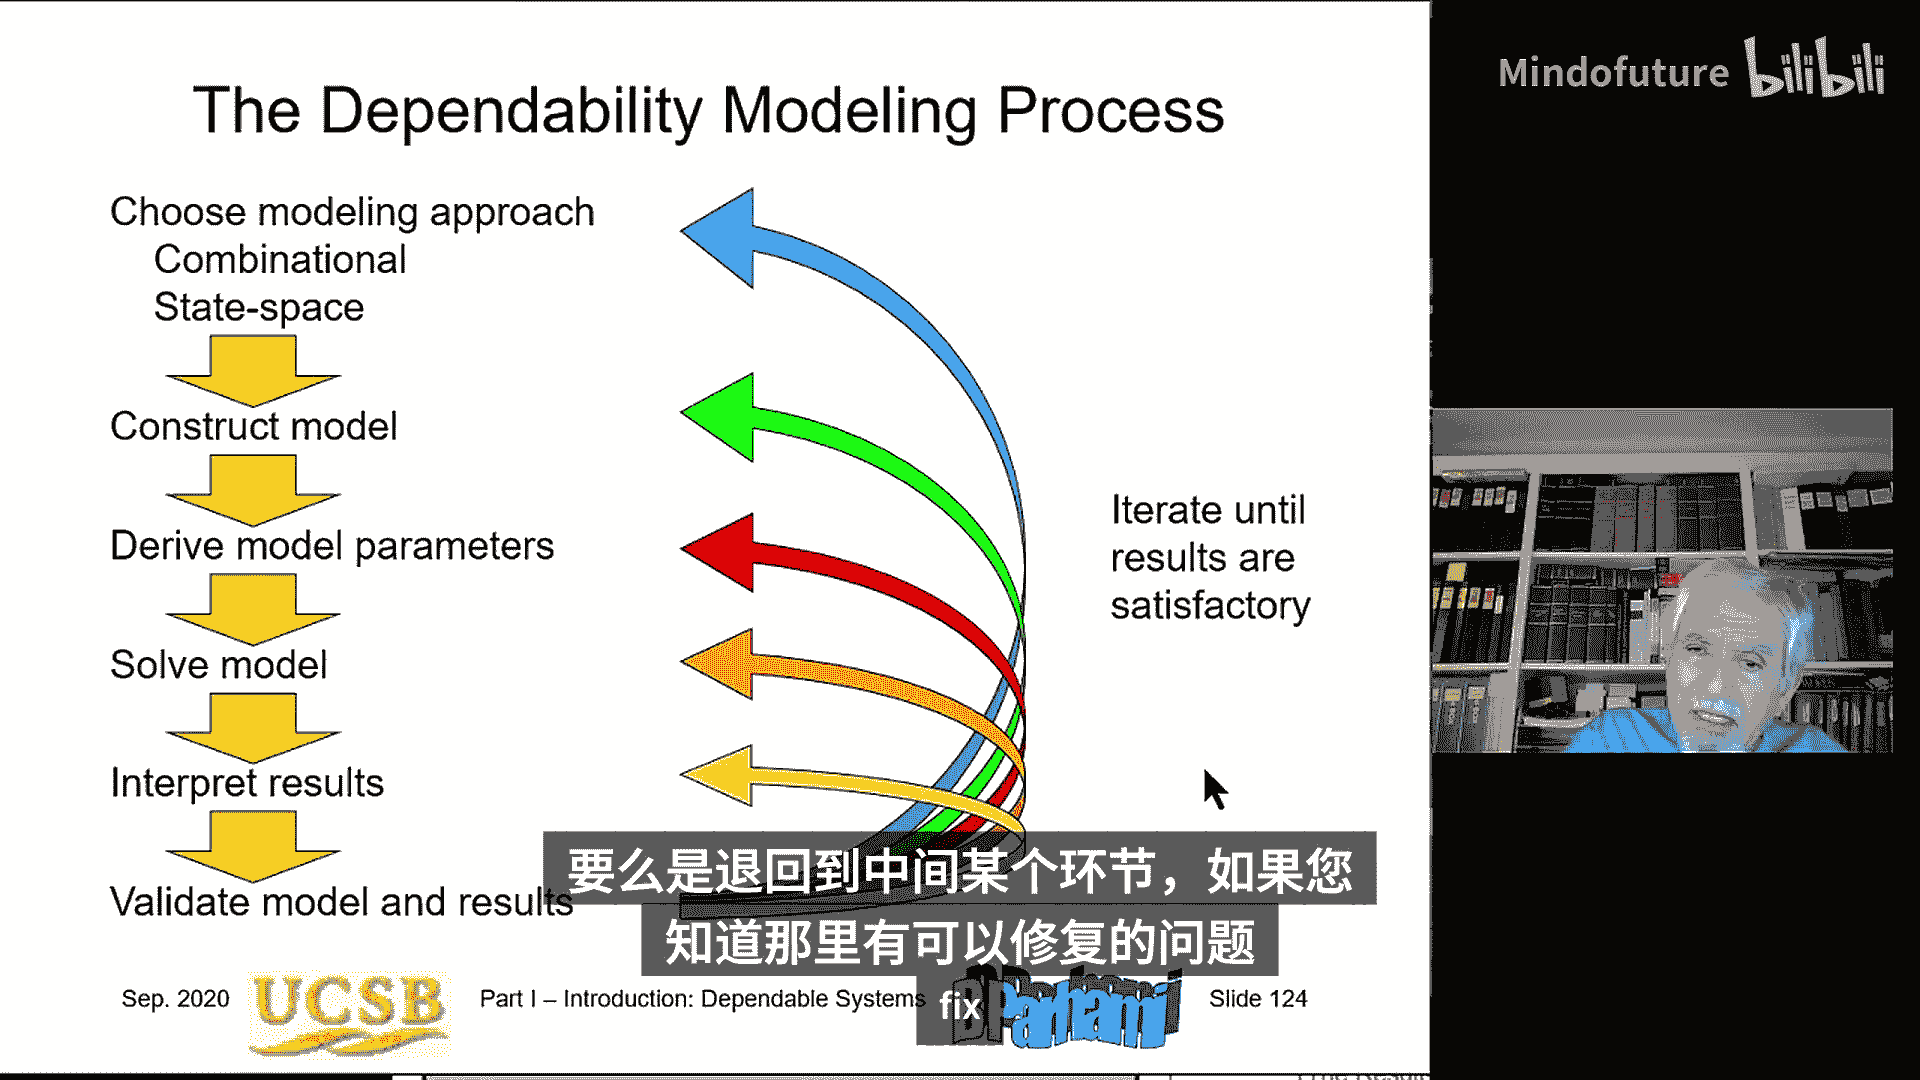 The Dependability Modeling Process
Mindofuture bilibili
Choose modeling approach
Combinational
State-space
Construct model
Derive model parameters
Solve model
Interpret results
Validate model and results
Iterate until
results are
satisfactory
要么是退回到中间某个环节，如果您
知道那里有可以修复的问题
fix
Sep. 2020
UCSB
Part I – Introduction: Dependable Systems
BParhami
Slide 124